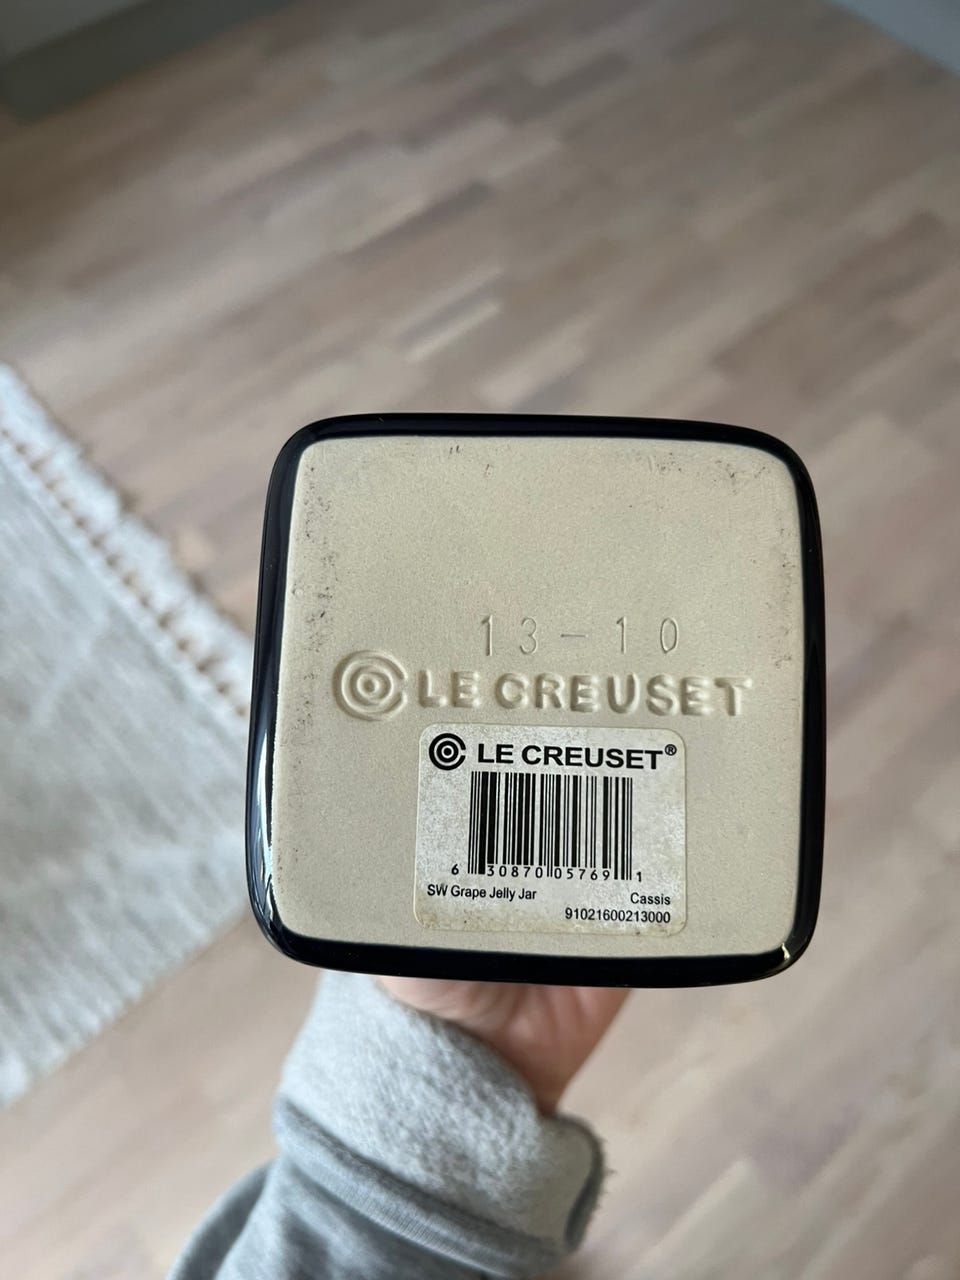 13-10
LE CREUSET
LE CREUSET®
6 30870 05769 1
SW Grape Jelly Jar Cassis
91021600213000